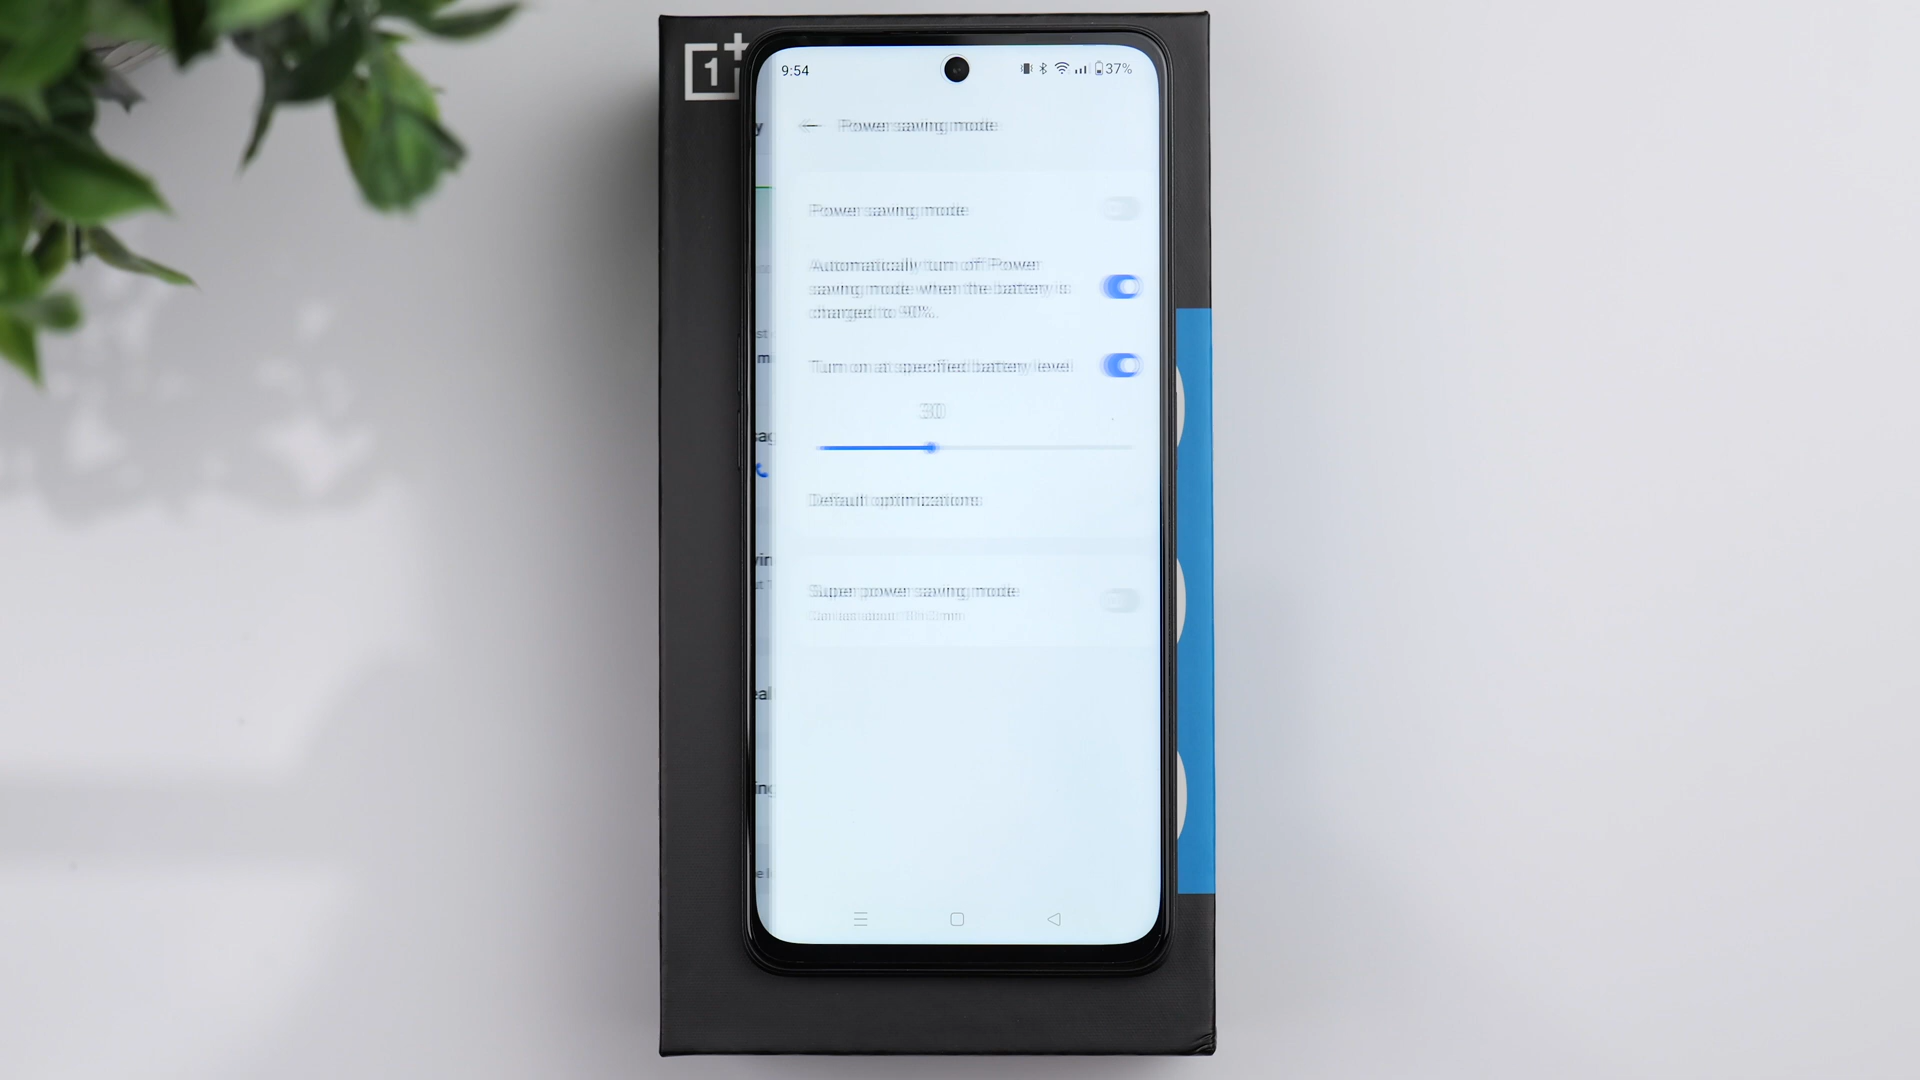 1+
9:54
37%
Power saving mode
Power saving mode
Automatically turn off Power
saving mode when the battery is
charged to 90%.
Turn on at specified battery level
30
Default optimizations
Super power saving mode